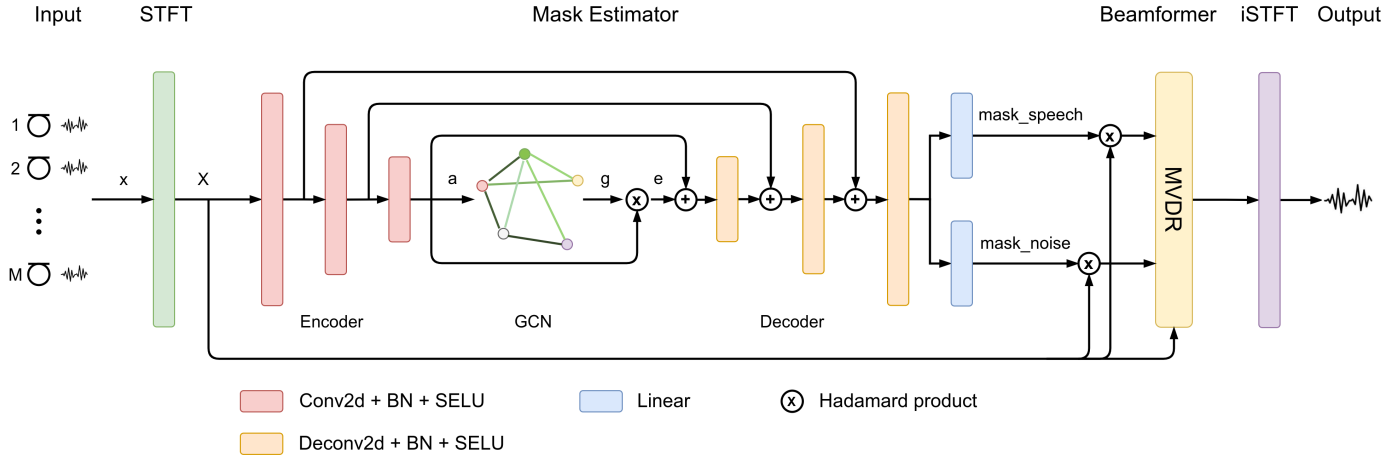 Input STFT Mask Estimator Beamformer iSTFT Output
1
2
M
x
X
a
g
x
e
+
+
+
mask_speech
x
mask_noise
x
MVDR
Encoder GCN Decoder
Conv2d + BN + SELU
Linear
x Hadamard product
Deconv2d + BN + SELU